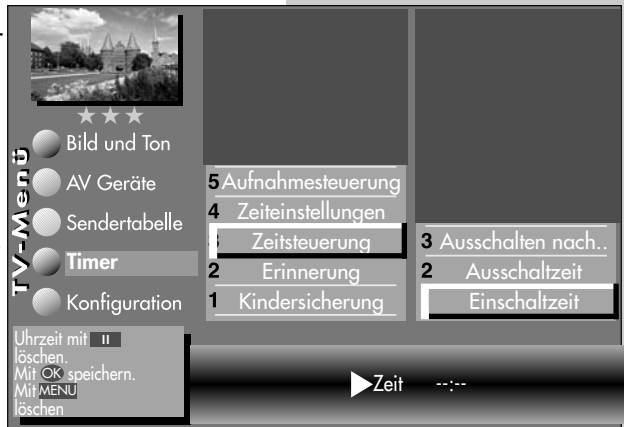 TV-Menü
Bild und Ton
AV Geräte
Sendertabelle
Timer
Konfiguration
5 Aufnahmesteuerung
4 Zeiteinstellungen
3 Zeitsteuerung
2 Erinnerung
1 Kindersicherung
3 Ausschalten nach..
2 Ausschaltzeit
Einschaltzeit
Uhrzeit mit II
löschen.
Mit OK speichern.
Mit MENU
löschen
Zeit --:--